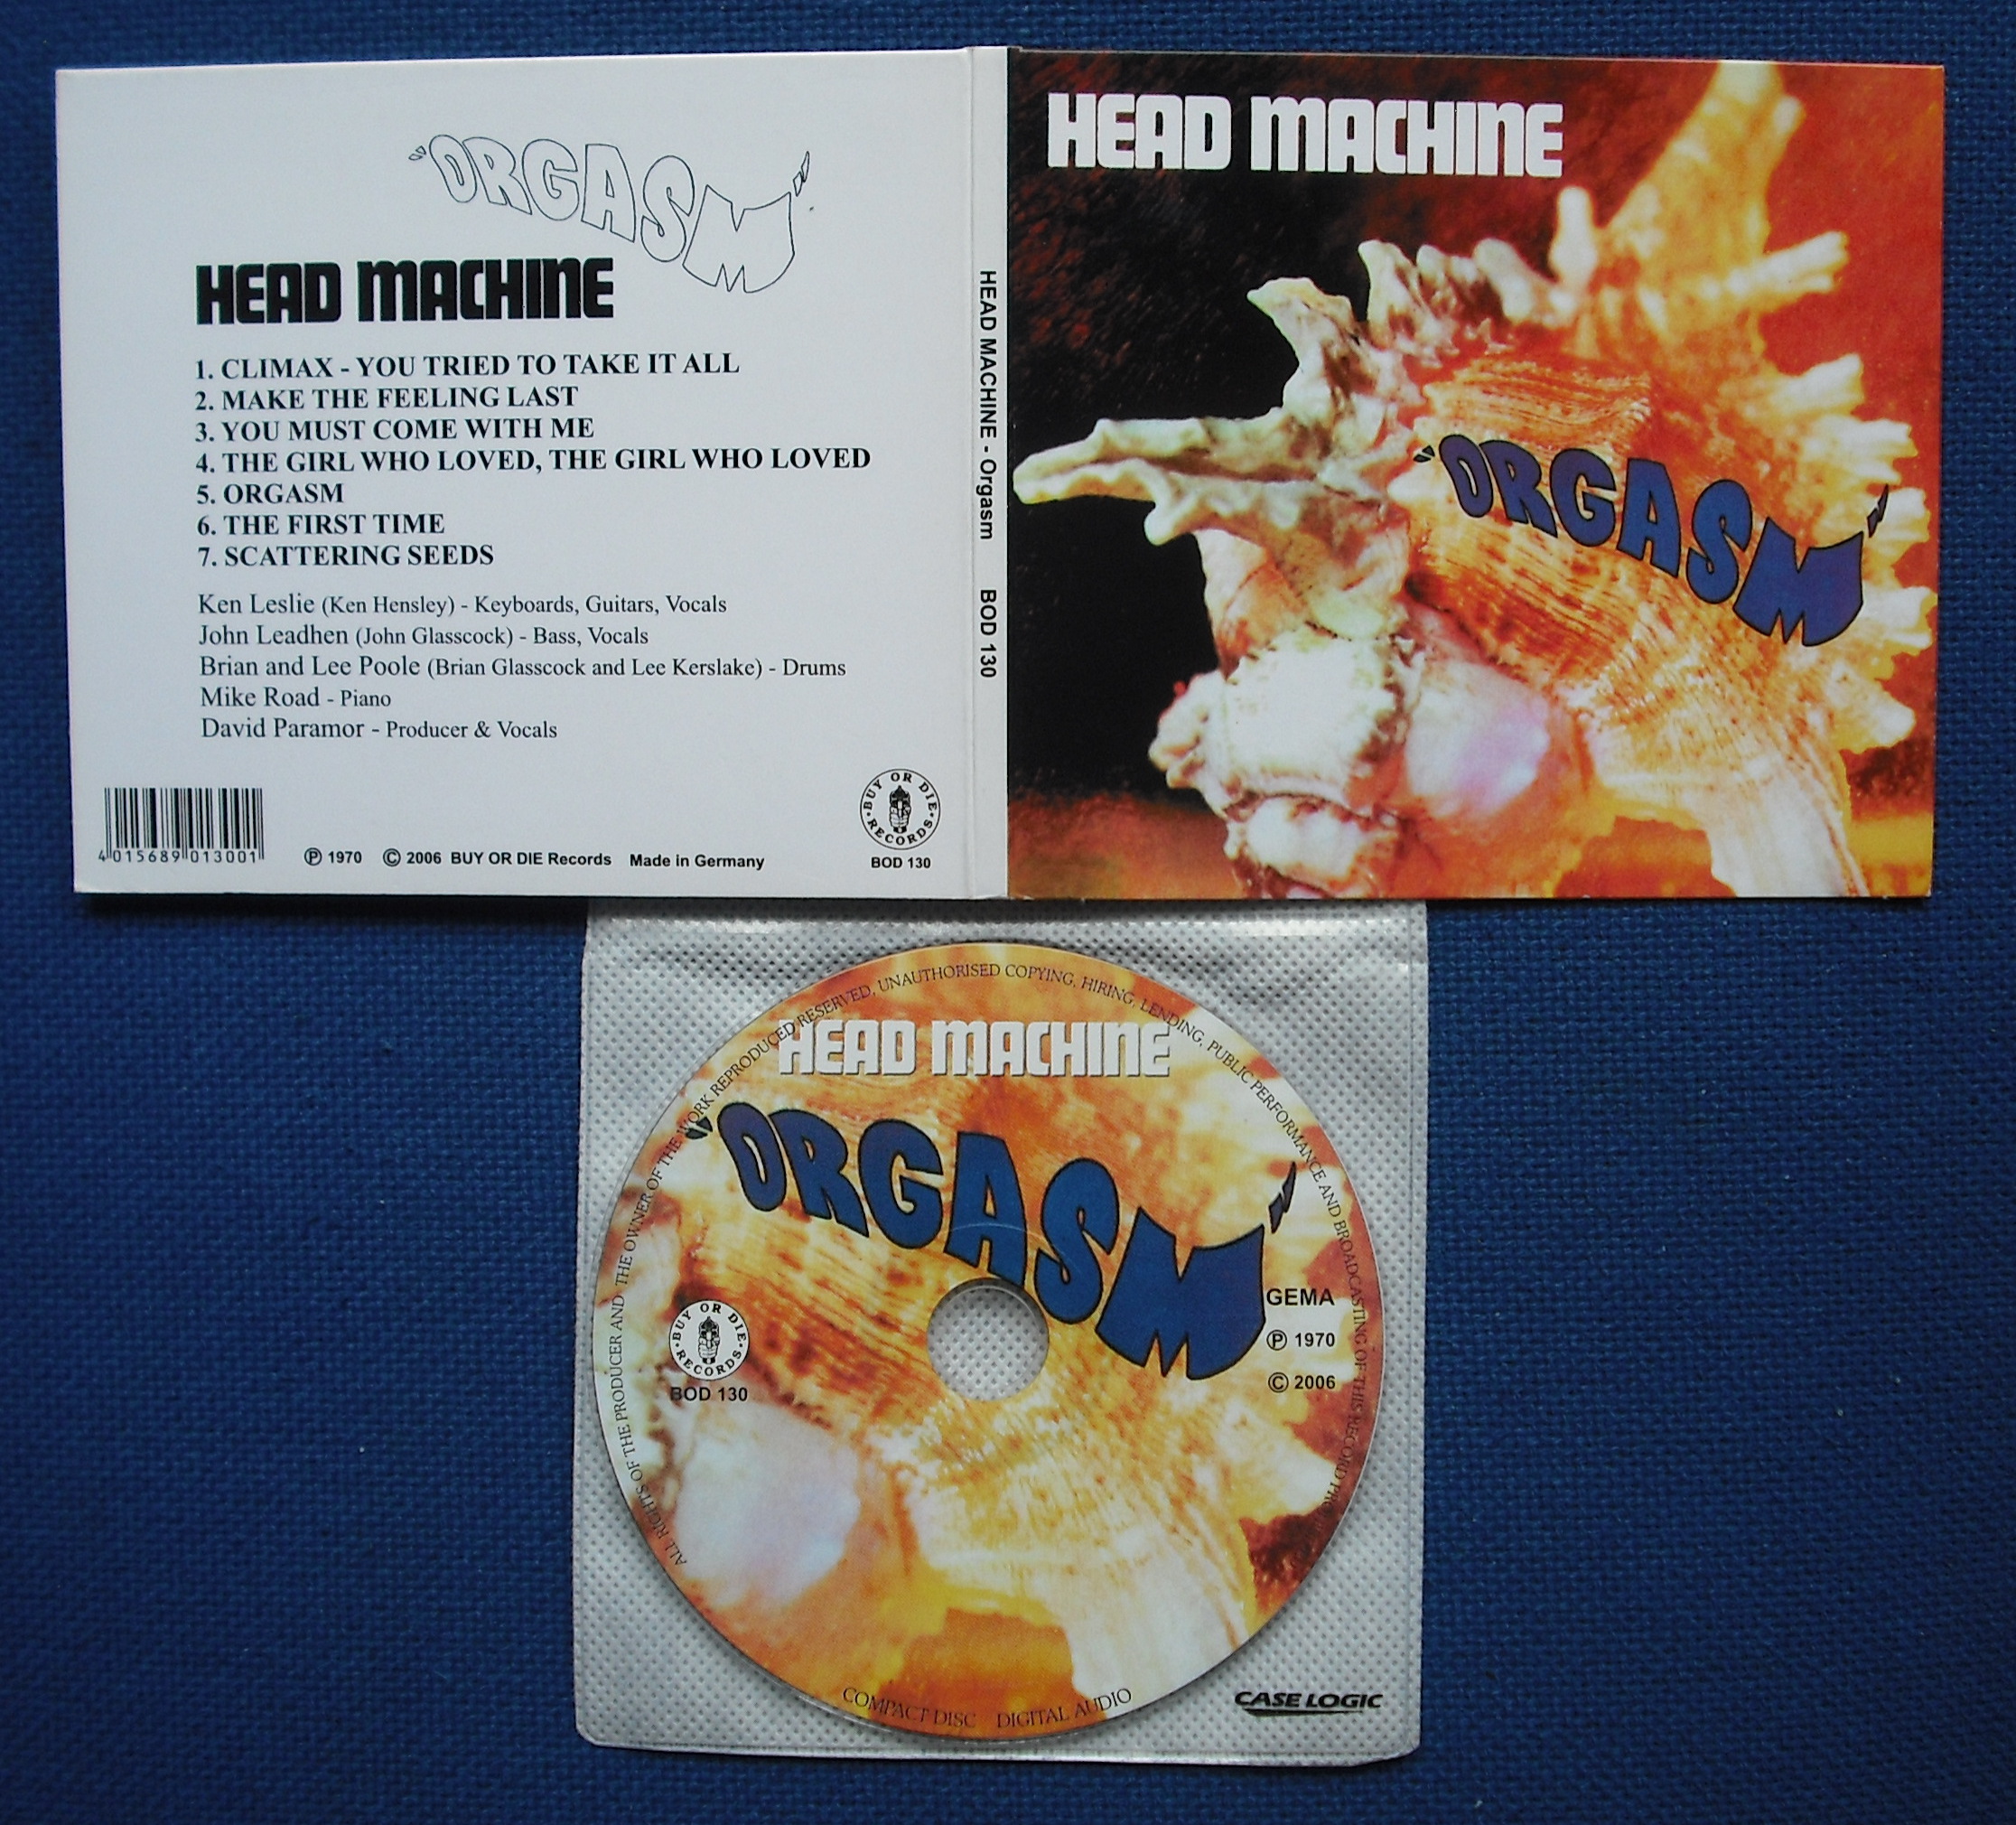 "ORGASM"
HEAD MACHINE
1. CLIMAX - YOU TRIED TO TAKE IT ALL
2. MAKE THE FEELING LAST
3. YOU MUST COME WITH ME
4. THE GIRL WHO LOVED, THE GIRL WHO LOVED
5. ORGASM
6. THE FIRST TIME
7. SCATTERING SEEDS
Ken Leslie (Ken Hensley) - Keyboards, Guitars, Vocals
John Leadhen (John Glasscock) - Bass, Vocals
Brian and Lee Poole (Brian Glasscock and Lee Kerslake) - Drums
Mike Road - Piano
David Paramor - Producer & Vocals
4 015689 013001
Ⓟ 1970 © 2006 BUY OR DIE Records Made in Germany
BUY OR DIE RECORDS
BOD 130
HEAD MACHINE - Orgasm BOD 130
HEAD MACHINE
"ORGASM"
ALL RIGHTS OF THE PRODUCER AND THE OWNER OF THE WORK REPRODUCED RESERVED, UNAUTHORISED COPYING, HIRING, LENDING, PUBLIC PERFORMANCE AND BROADCASTING OF THIS RECORD
HEAD MACHINE
"ORGASM"
BUY OR DIE RECORDS
BOD 130
GEMA
Ⓟ 1970
© 2006
COMPACT DISC DIGITAL AUDIO
CASE LOGIC